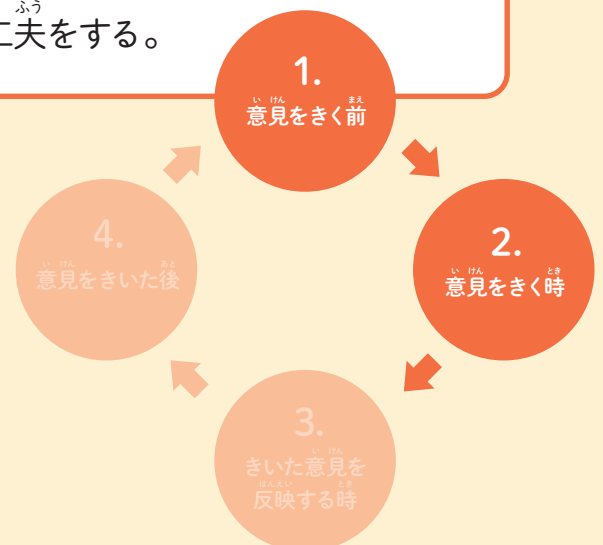 工夫をする。
1.
意見をきく前
2.
意見をきく時
3.
きいた意見を
反映する時
4.
意見をきいた後